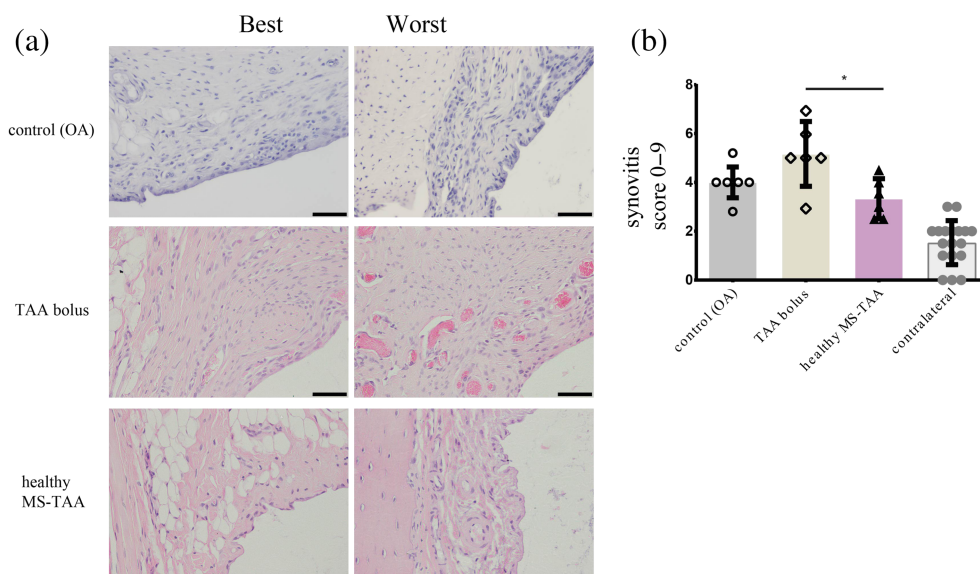 (a)
Best Worst
control (OA)
TAA bolus
healthy
MS-TAA
(b)
*
synovitis
score 0–9
8
6
4
2
0
control (OA)
TAA bolus
healthy MS-TAA
contralateral